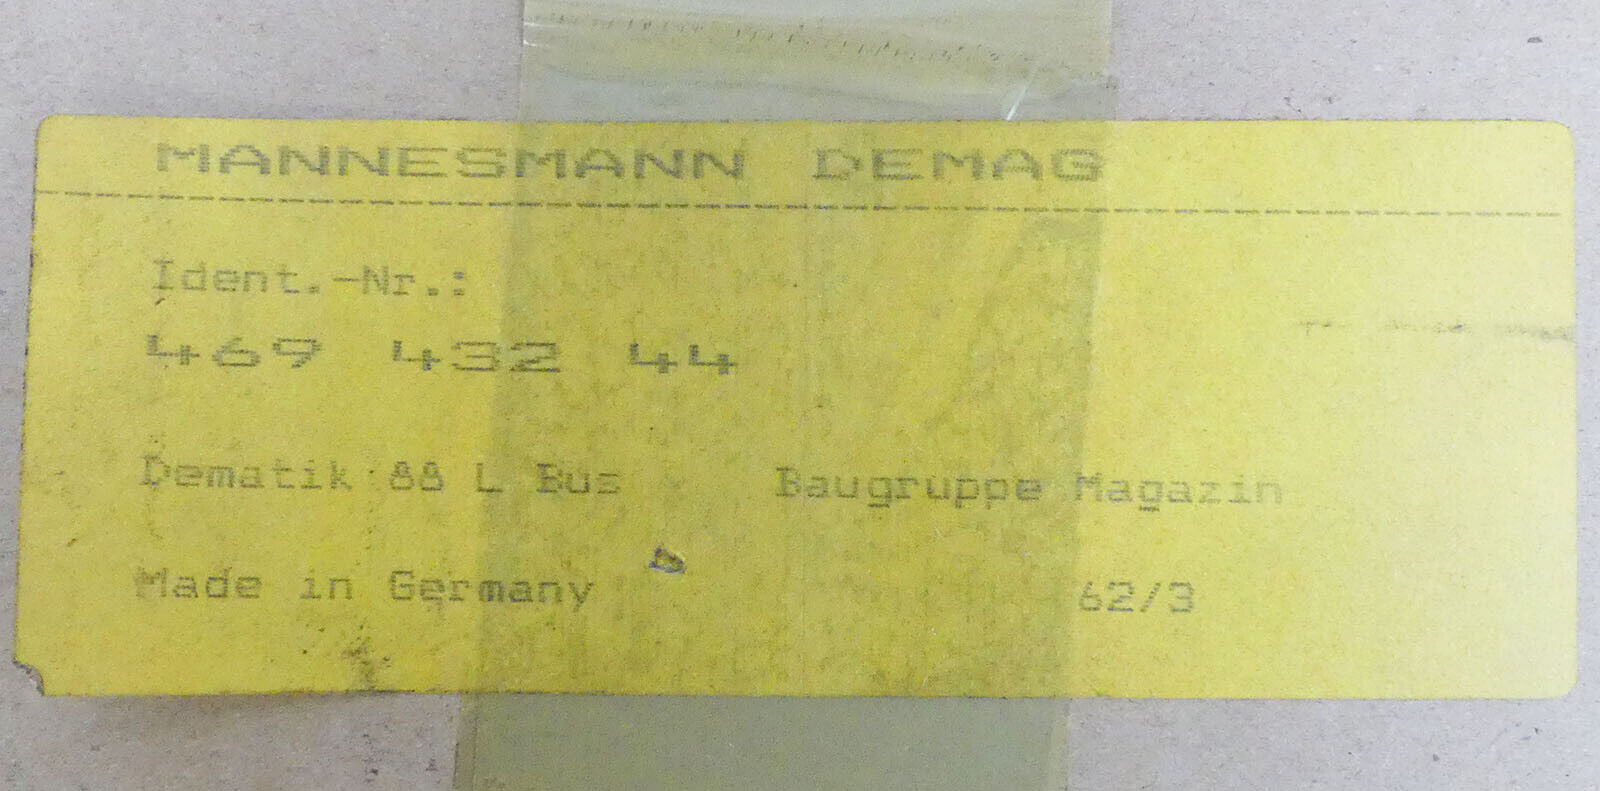 MANNESMANN DEMAG
Ident.-Nr.:
469 432 44
Dematik 88 L Bus Baugruppe Magazin
Made in Germany 62/3